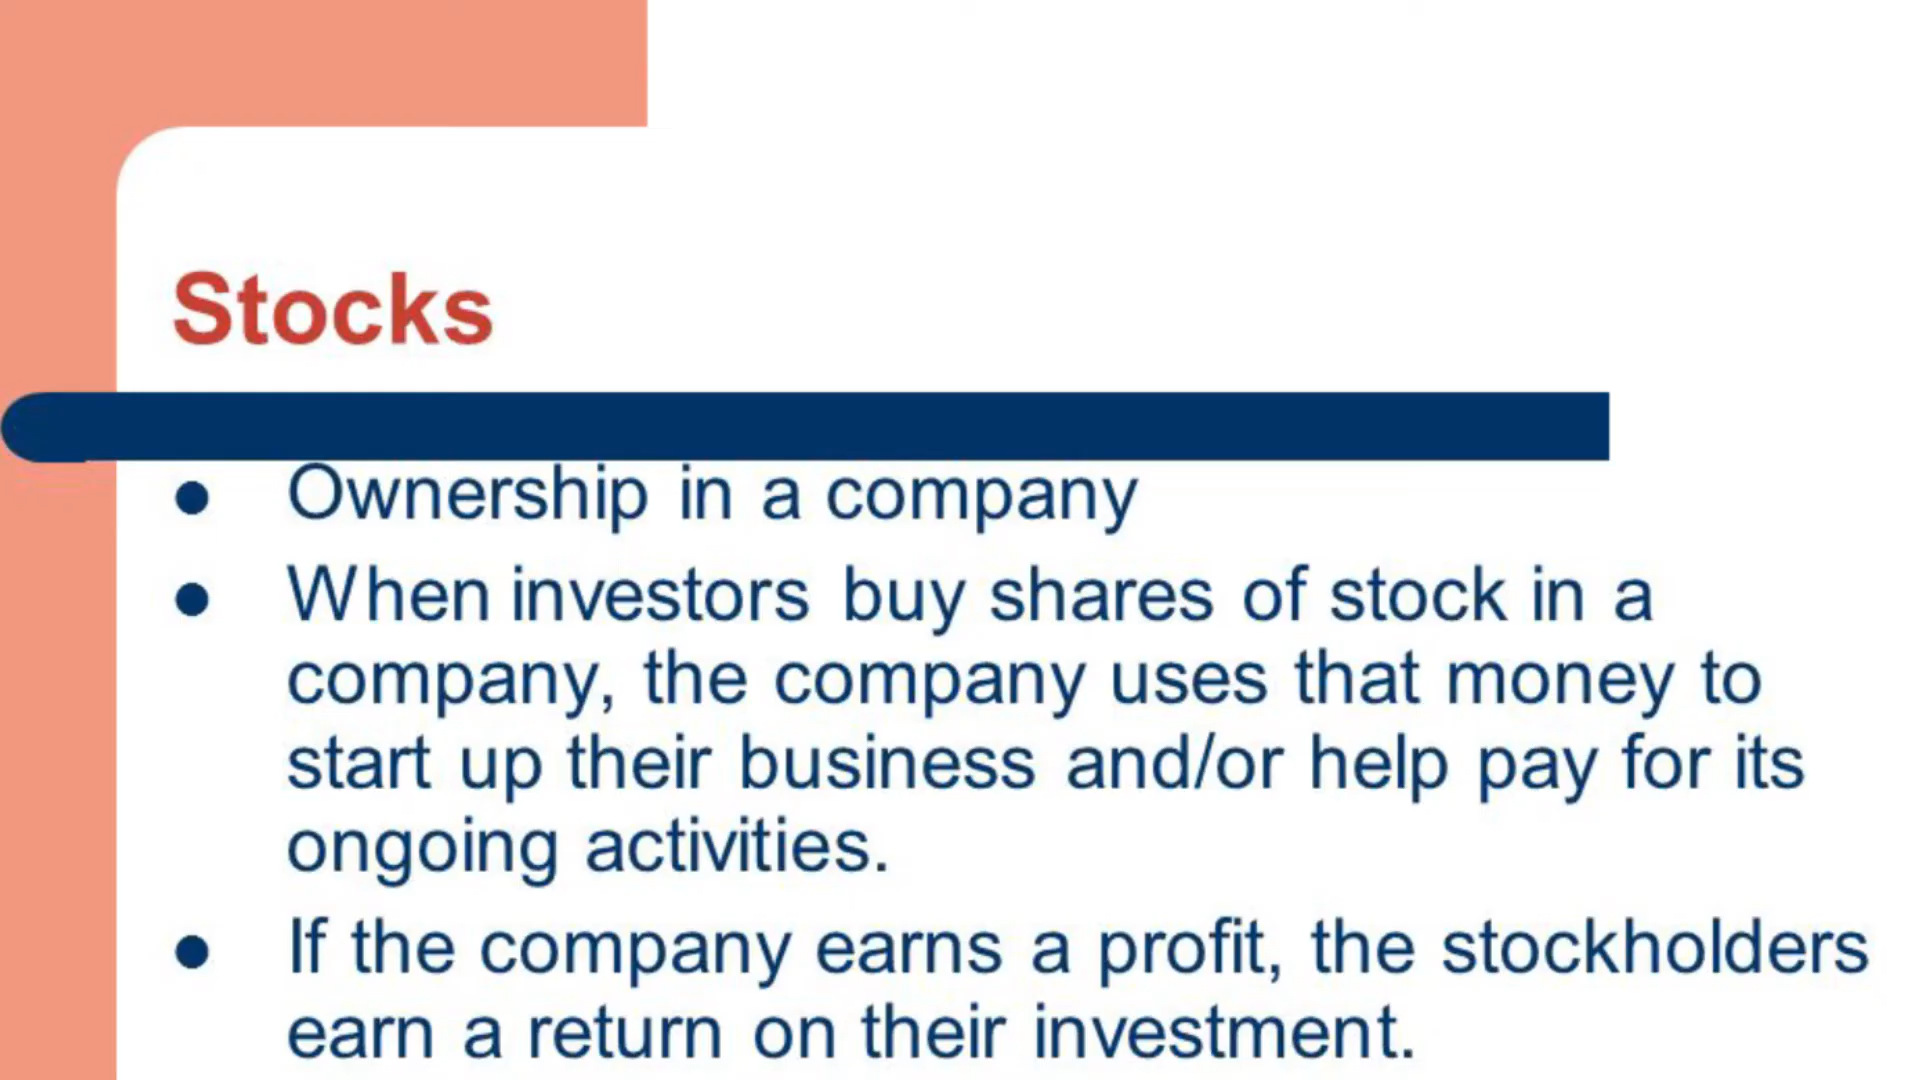 Stocks
● Ownership in a company
● When investors buy shares of stock in a
company, the company uses that money to
start up their business and/or help pay for its
ongoing activities.
● If the company earns a profit, the stockholders
earn a return on their investment.